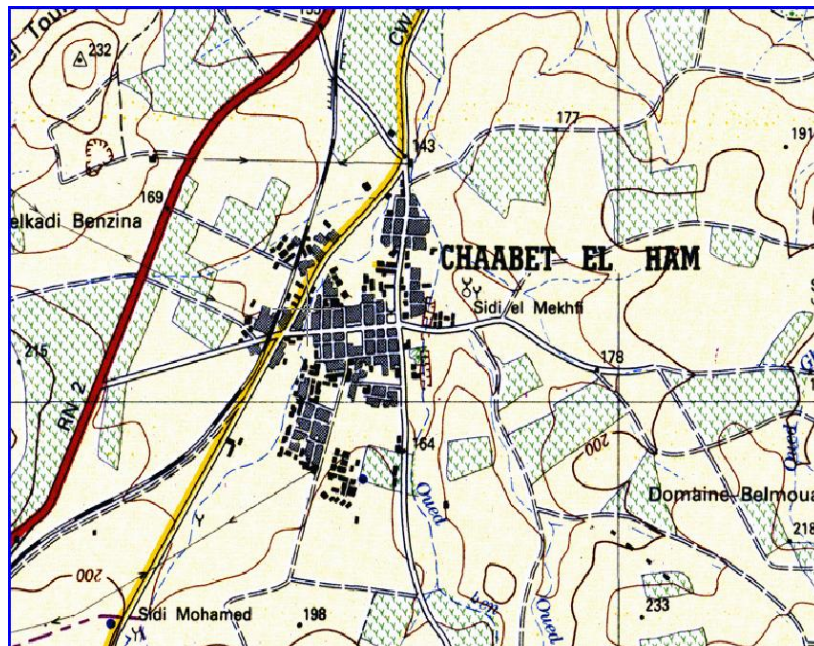 232
CW
143
177
191
169
elkadi Benzina
CHAABET EL HAM
Sidi el Mekhfi
215
178
RN 2
164
200
Oued
Oued
Domaine Belmoua
218
200
Sidi Mohamed
198
Oued
233